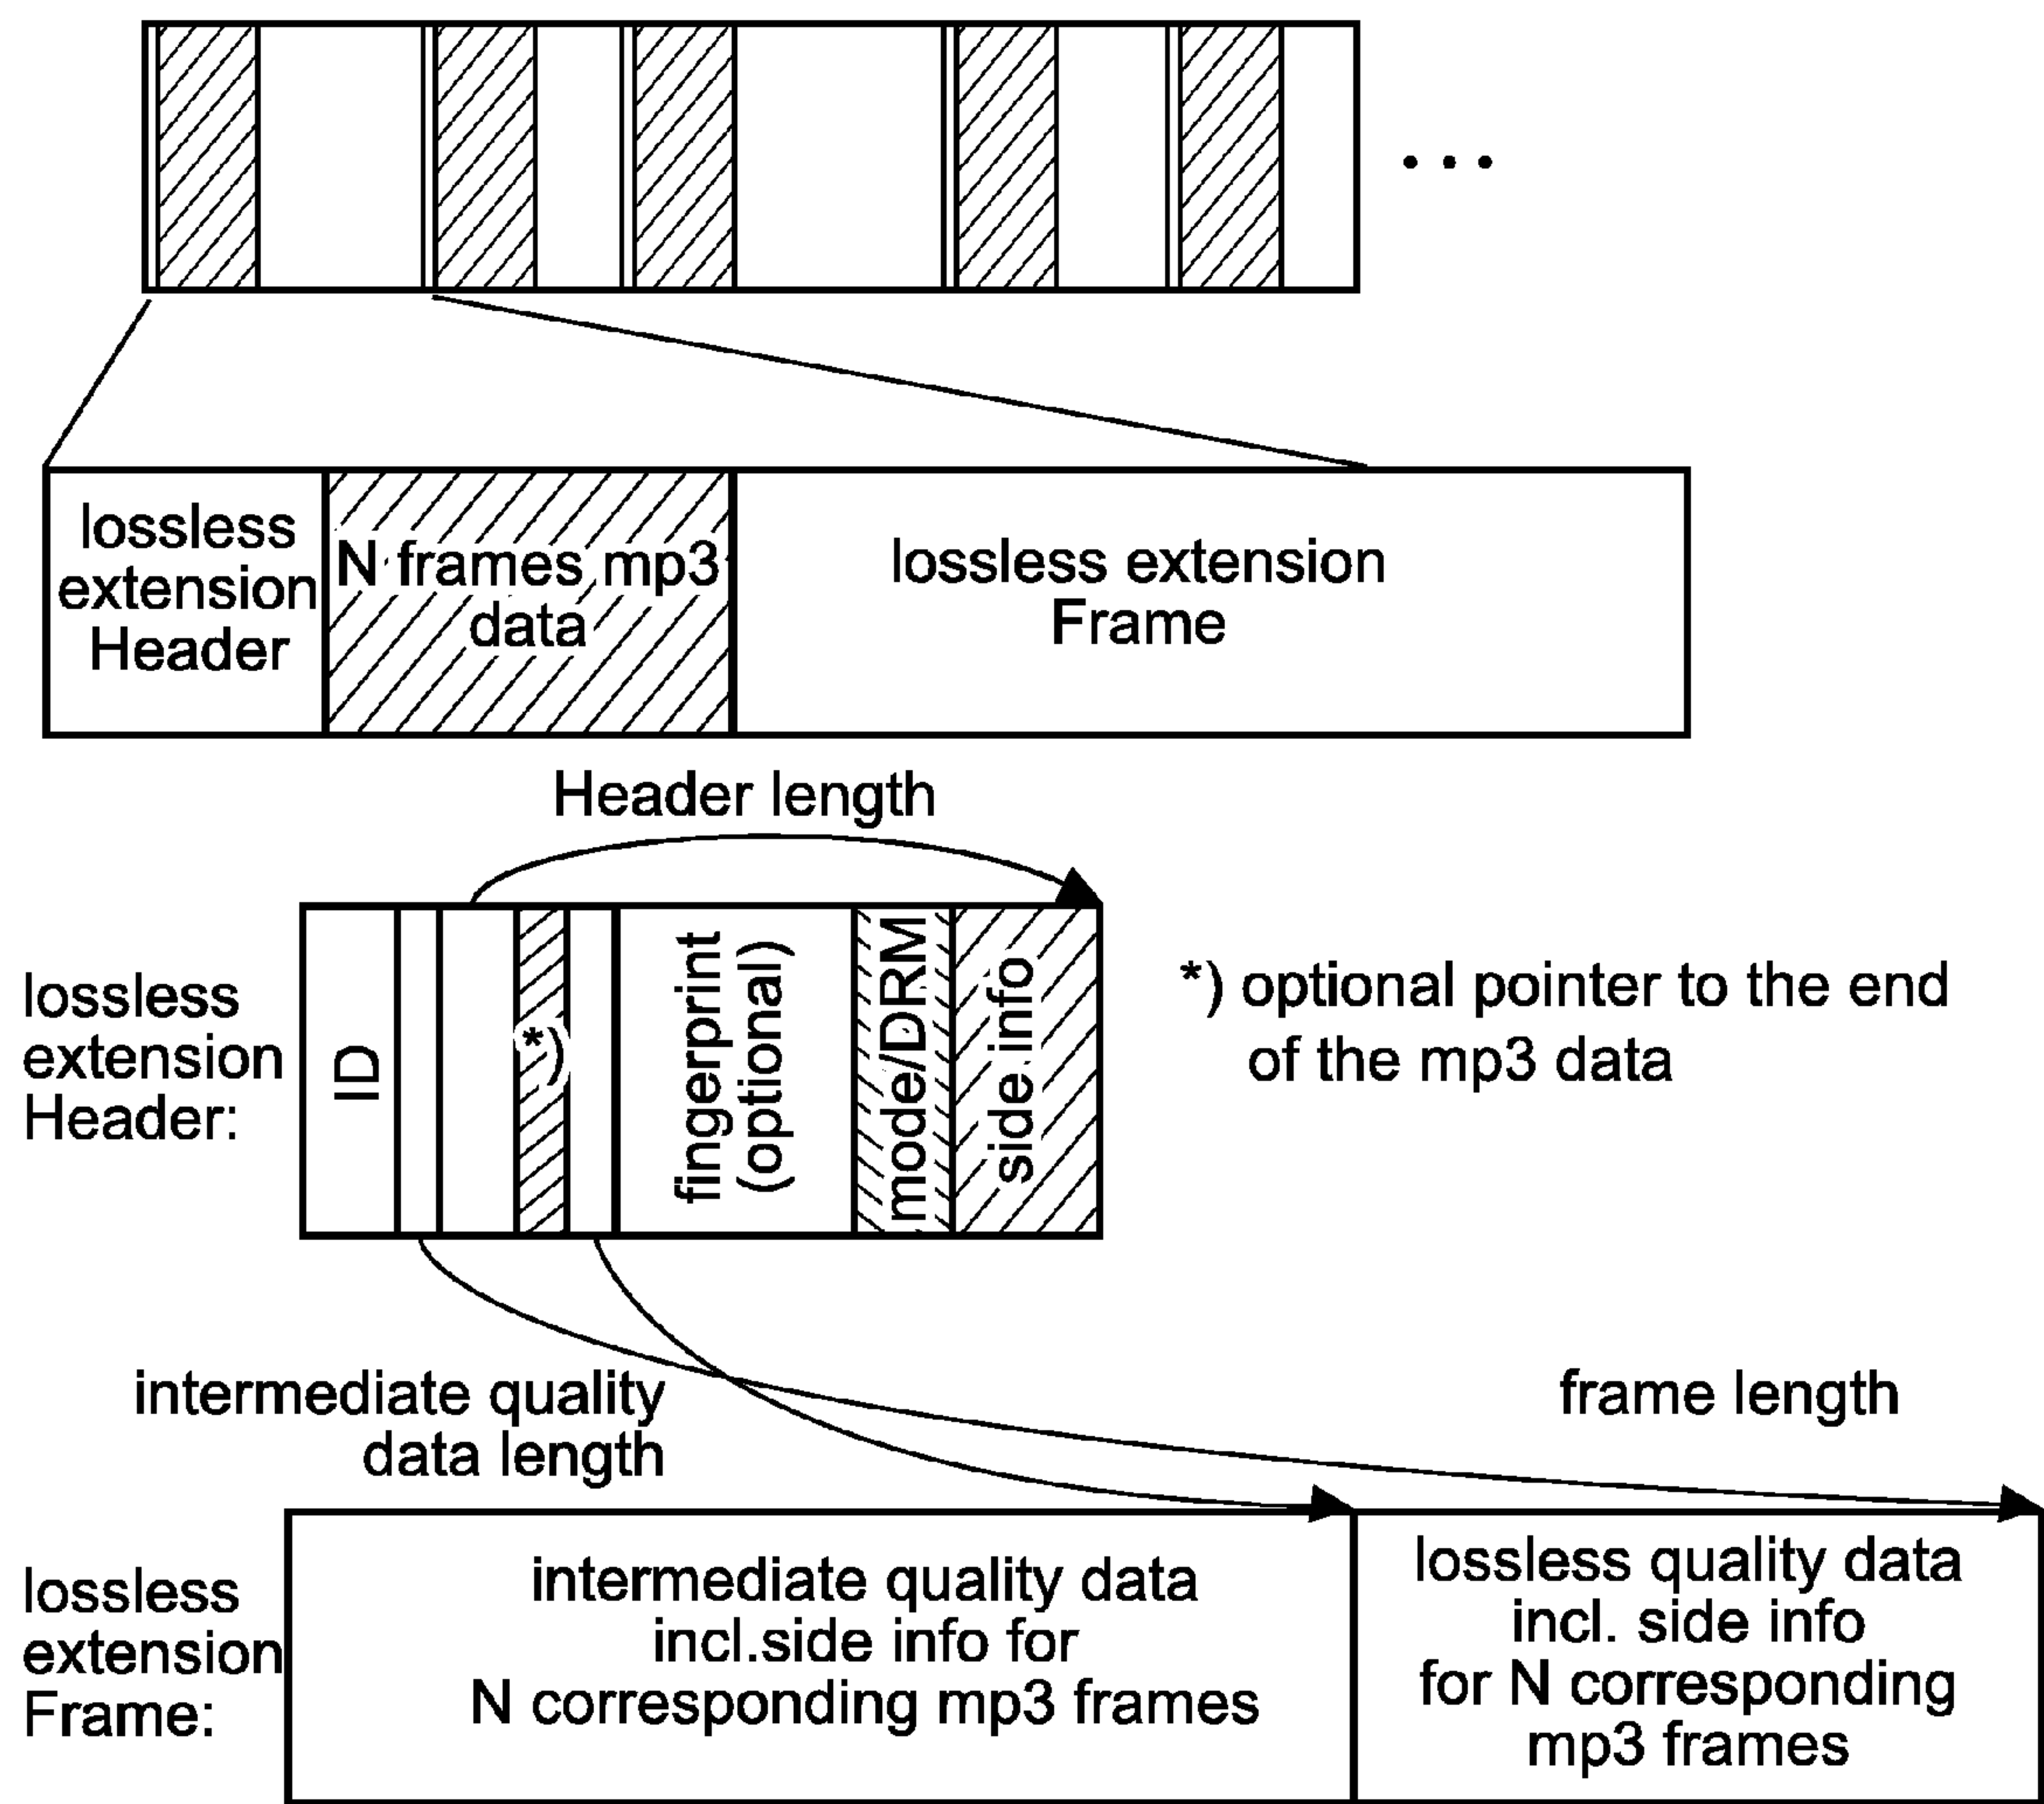 • • •
lossless
extension
Header
N frames mp3
data
lossless extension
Frame
Header length
lossless
extension
Header:
ID
*)
fingerprint
(optional)
mode/DRM
side info
*) optional pointer to the end
of the mp3 data
intermediate quality
data length
frame length
lossless
extension
Frame:
intermediate quality data
incl.side info for
N corresponding mp3 frames
lossless quality data
incl. side info
for N corresponding
mp3 frames